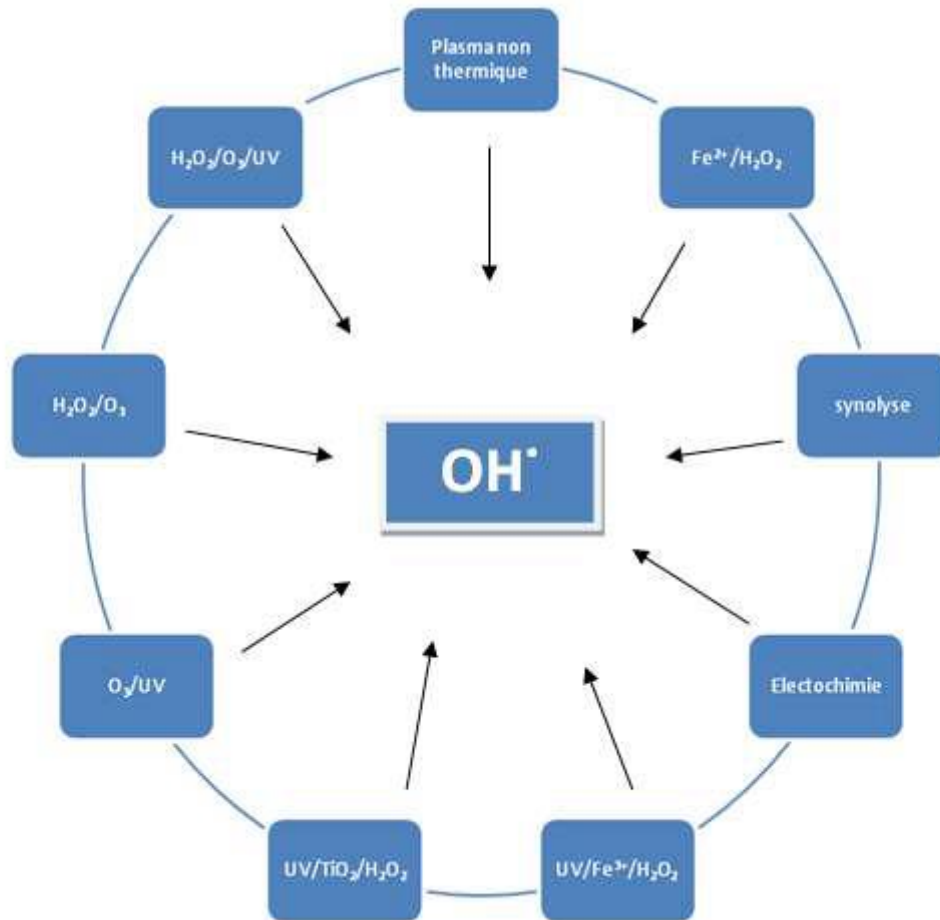 Plasma non
thermique
Fe²⁺/H₂O₂
synolyse
Electochimie
UV/Fe³⁺/H₂O₂
UV/TiO₂/H₂O₂
O₃/UV
H₂O₂/O₃
H₂O₂/O₃/UV
OH˙